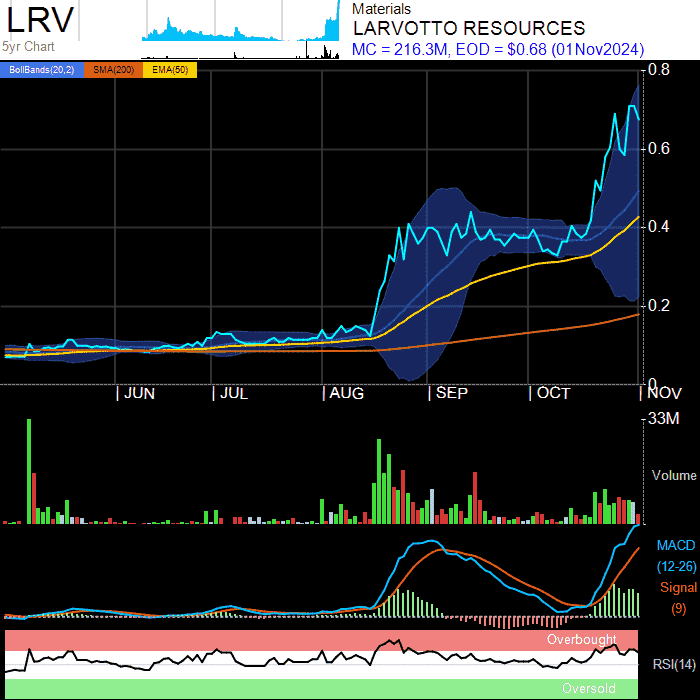 LRV
5yr Chart
Materials
LARVOTTO RESOURCES
MC = 216.3M, EOD = $0.68 (01Nov2024)
BollBands(20,2) SMA(200) EMA(50)
0.8
0.6
0.4
0.2
0
| JUN | JUL | AUG | SEP | OCT | NOV
33M
Volume
MACD
(12-26)
Signal
(9)
Overbought
RSI(14)
Oversold